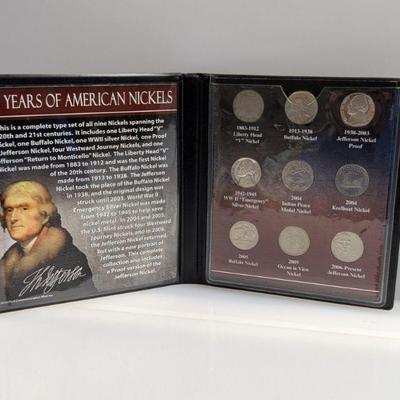 YEARS OF AMERICAN NICKELS
This is a complete type set of all nine Nickels spanning the
20th and 21st centuries. It includes one Liberty Head "V"
Nickel, one Buffalo Nickel, one WWII silver Nickel, one Proof
Jefferson Nickel, four Westward Journey Nickels, and one
Jefferson "Return to Monticello" Nickel. The Liberty Head "V"
Nickel was made from 1883 to 1912 and was the first Nickel
of the 20th century. The Buffalo Nickel was
made from 1913 to 1938. The Jefferson
Nickel took the place of the Buffalo Nickel
in 1938, and the original design was
struck until 2003. World War II
Emergency Silver Nickel was made
from 1942 to 1945 to help save
nickel metal. In 2004 and 2005,
the U.S. Mint struck four Westward
Journey Nickels, and in 2006,
the Jefferson Nickel returned,
but with a new portrait of
Jefferson. This complete
collection also includes
a Proof version of the
Jefferson Nickel.
1883-1912
Liberty Head
"V" Nickel
1913-1938
Buffalo Nickel
1938-2003
Jefferson Nickel
Proof
1942-1945
WW II "Emergency"
Silver Nickel
2004
Indian Peace
Medal Nickel
2004
Keelboat Nickel
2005
Buffalo Nickel
2005
Ocean in View
Nickel
2006-Present
Jefferson Nickel